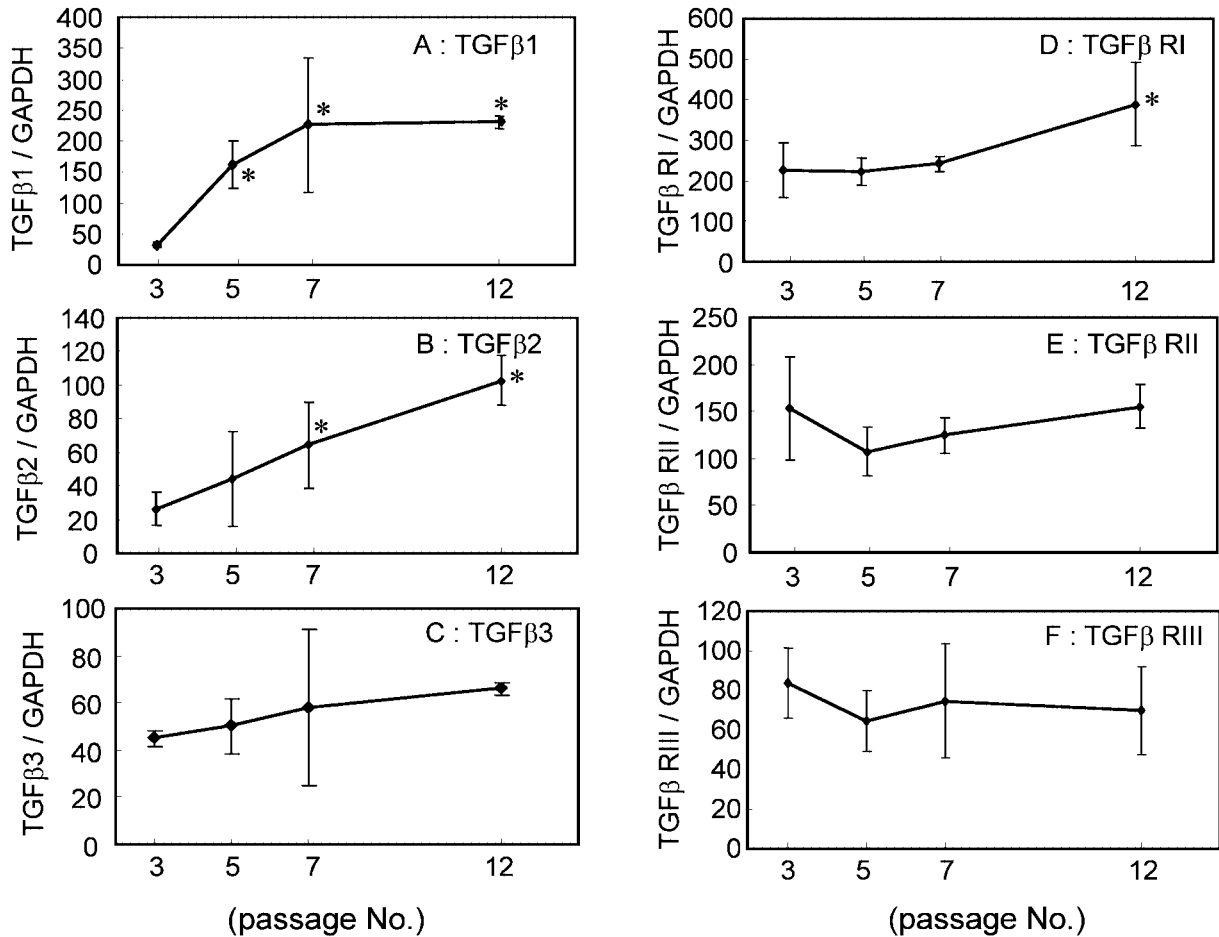 A : TGFβ1
TGFβ1 / GAPDH
400
350
300
250
200
150
100
50
0
*
*
*
3 5 7 12
B : TGFβ2
TGFβ2 / GAPDH
140
120
100
80
60
40
20
0
*
*
3 5 7 12
C : TGFβ3
TGFβ3 / GAPDH
100
80
60
40
20
0
3 5 7 12
(passage No.)
D : TGFβ RI
TGFβ RI / GAPDH
600
500
400
300
200
100
0
*
3 5 7 12
E : TGFβ RII
TGFβ RII / GAPDH
250
200
150
100
50
0
3 5 7 12
F : TGFβ RIII
TGFβ RIII / GAPDH
120
100
80
60
40
20
0
3 5 7 12
(passage No.)